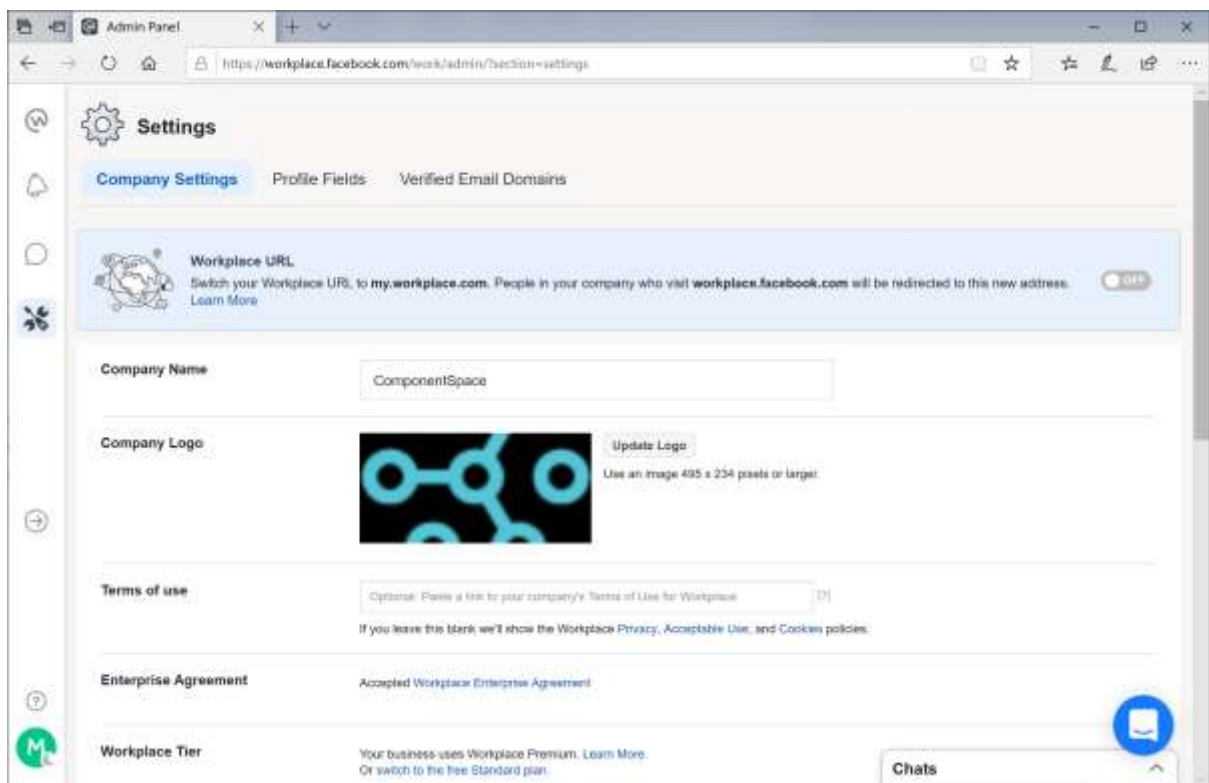 Admin Panel
https://workplace.facebook.com/work/admin/?section=settings
Settings
Company Settings Profile Fields Verified Email Domains
Workplace URL
Switch your Workplace URL to my.workplace.com. People in your company who visit workplace.facebook.com will be redirected to this new address.
Learn More
OFF
Company Name
ComponentSpace
Company Logo
Update Logo
Use an image 495 x 234 pixels or larger.
Terms of use
Optional: Paste a link to your company's Terms of Use for Workplace
[?]
If you leave this blank we'll show the Workplace Privacy, Acceptable Use, and Cookies policies.
Enterprise Agreement
Accepted Workplace Enterprise Agreement
Workplace Tier
Your business uses Workplace Premium. Learn More.
Or switch to the free Standard plan.
M
Chats